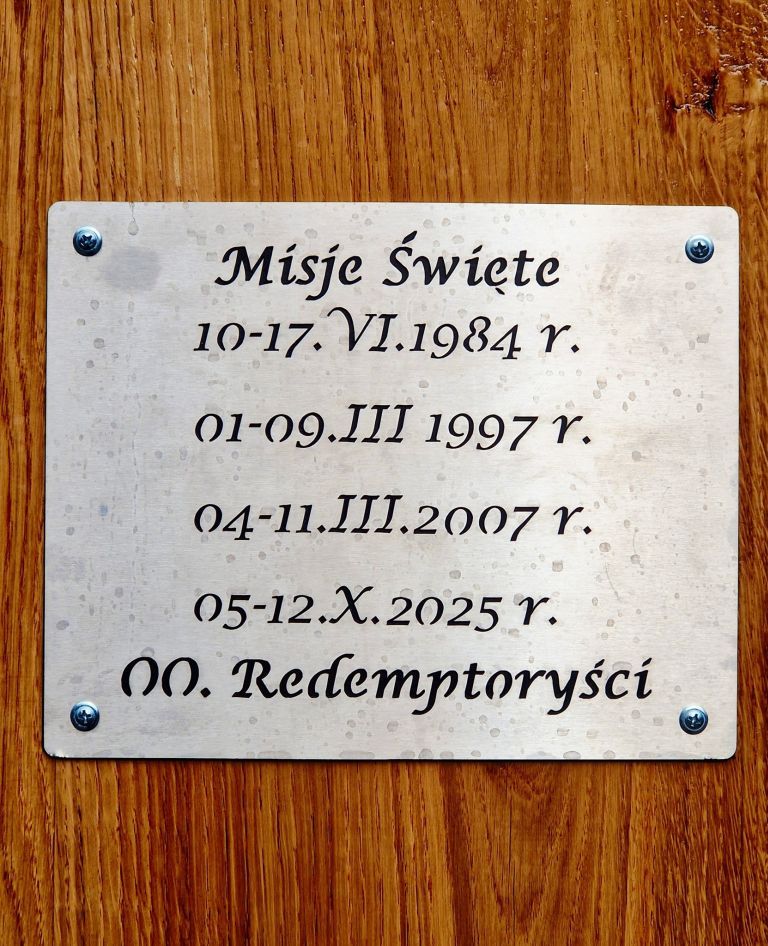 Misje Święte
10-17.VI.1984 r.
01-09.III 1997 r.
04-11.III.2007 r.
05-12.X.2025 r.
OO. Redemptoryści